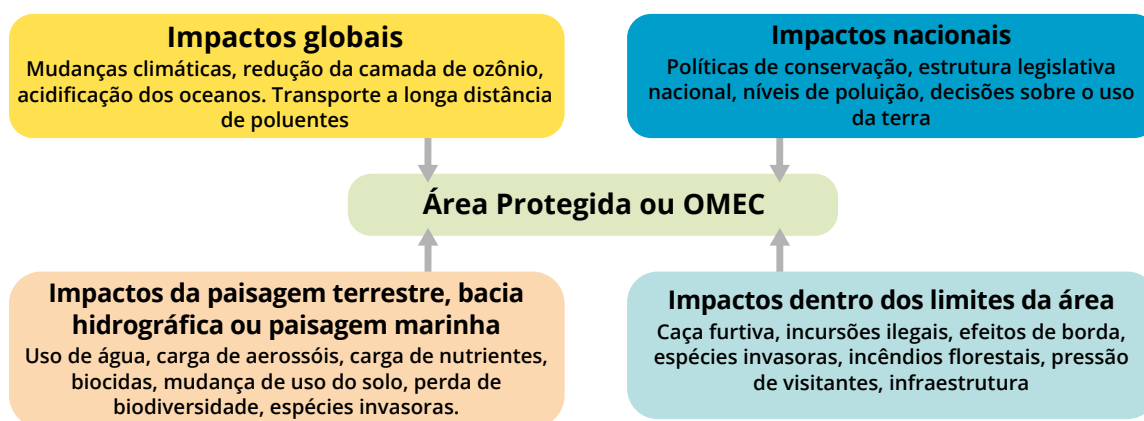 Impactos globais
Mudanças climáticas, redução da camada de ozônio,
acidificação dos oceanos. Transporte a longa distância
de poluentes
Impactos nacionais
Políticas de conservação, estrutura legislativa
nacional, níveis de poluição, decisões sobre o uso
da terra
Área Protegida ou OMEC
Impactos da paisagem terrestre, bacia
hidrográfica ou paisagem marinha
Uso de água, carga de aerossóis, carga de nutrientes,
biocidas, mudança de uso do solo, perda de
biodiversidade, espécies invasoras.
Impactos dentro dos limites da área
Caça furtiva, incursões ilegais, efeitos de borda,
espécies invasoras, incêndios florestais, pressão
de visitantes, infraestrutura